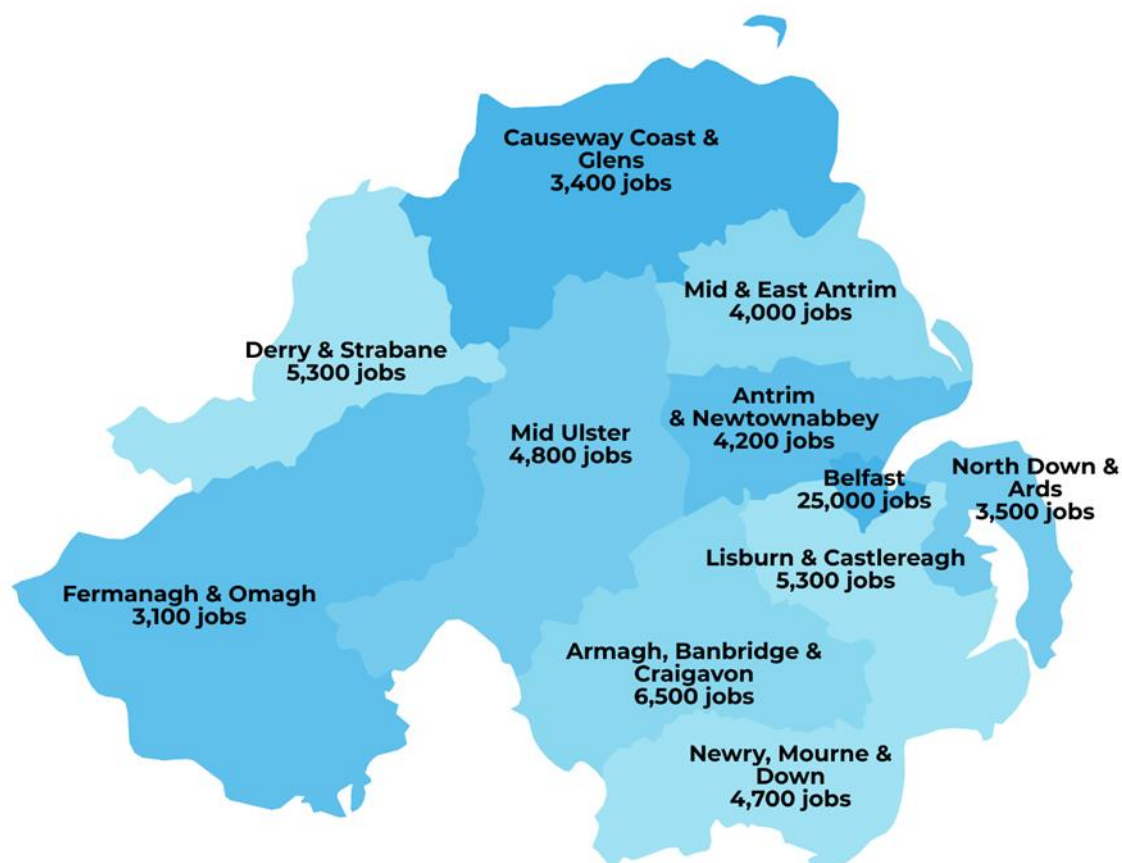 Causeway Coast &
Glens
3,400 jobs
Mid & East Antrim
4,000 jobs
Derry & Strabane
5,300 jobs
Antrim
& Newtownabbey
4,200 jobs
Mid Ulster
4,800 jobs
Belfast
25,000 jobs
North Down &
Ards
3,500 jobs
Lisburn & Castlereagh
5,300 jobs
Fermanagh & Omagh
3,100 jobs
Armagh, Banbridge &
Craigavon
6,500 jobs
Newry, Mourne &
Down
4,700 jobs